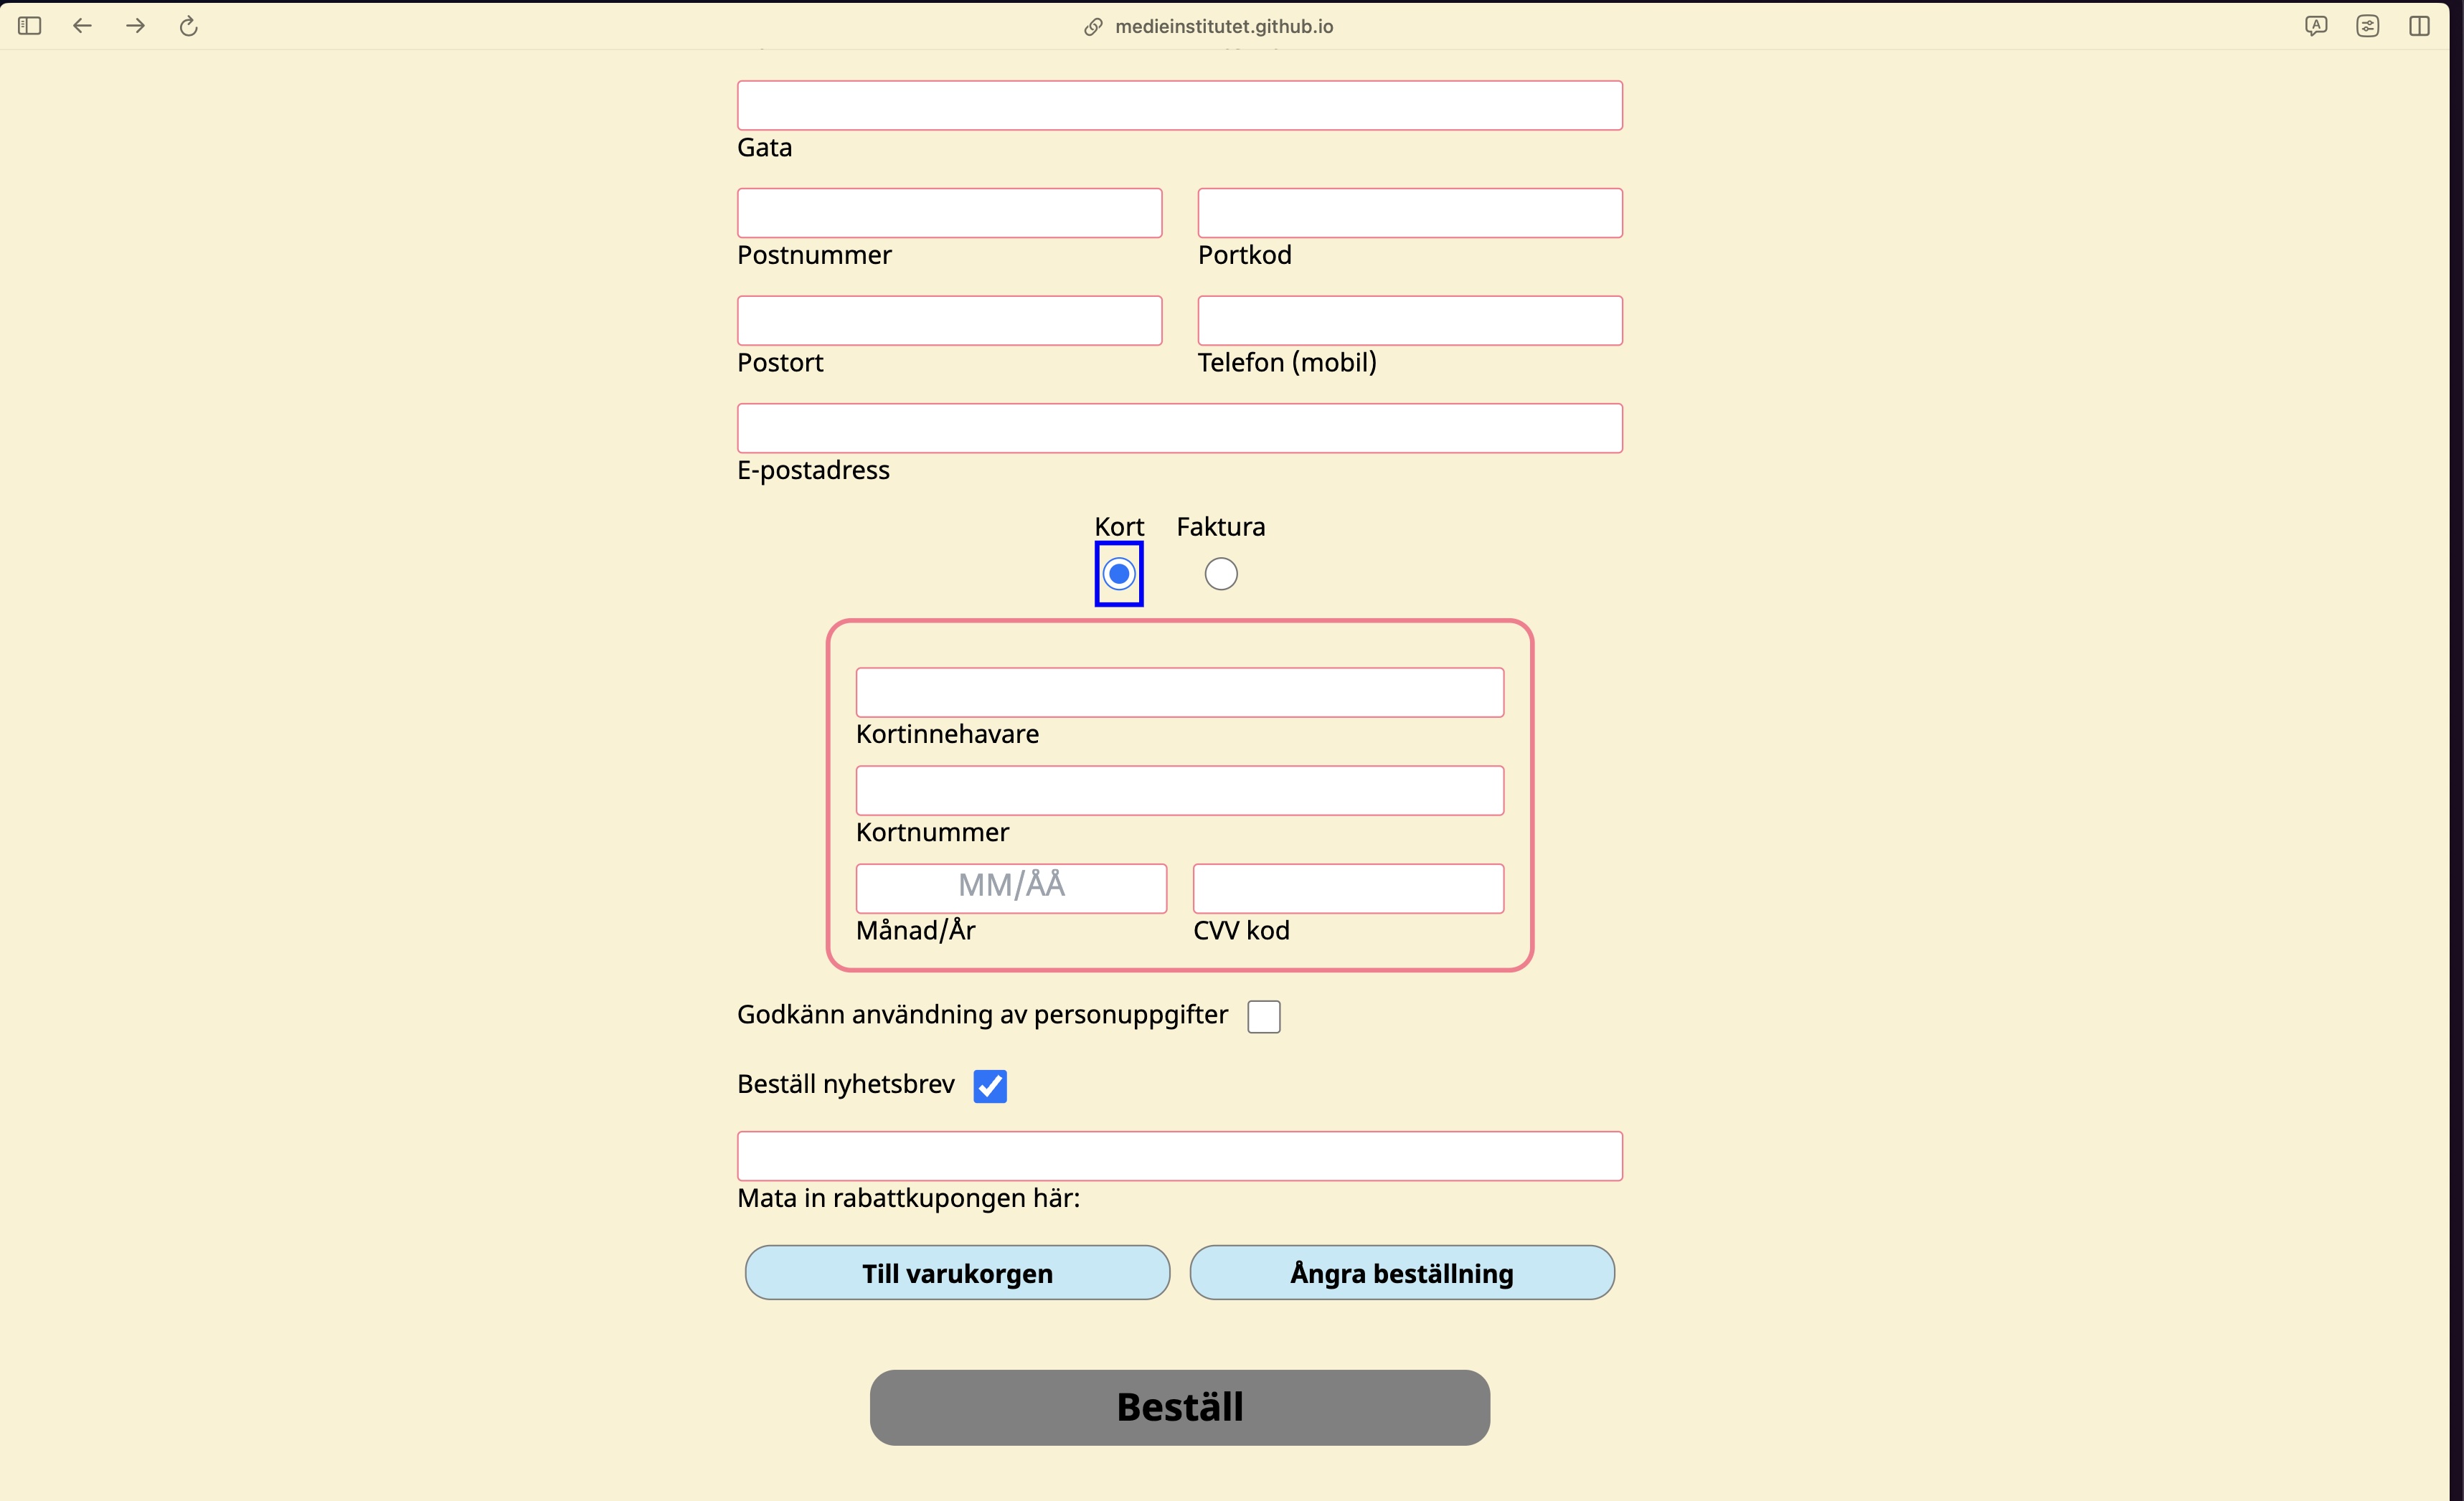 medieinstitutet.github.io
Gata
Postnummer Portkod
Postort Telefon (mobil)
E-postadress
Kort Faktura
Kortinnehavare
Kortnummer
MM/ÅÅ
Månad/År CVV kod
Godkänn användning av personuppgifter
Beställ nyhetsbrev
Mata in rabattkupongen här:
Till varukorgen Ångra beställning
Beställ